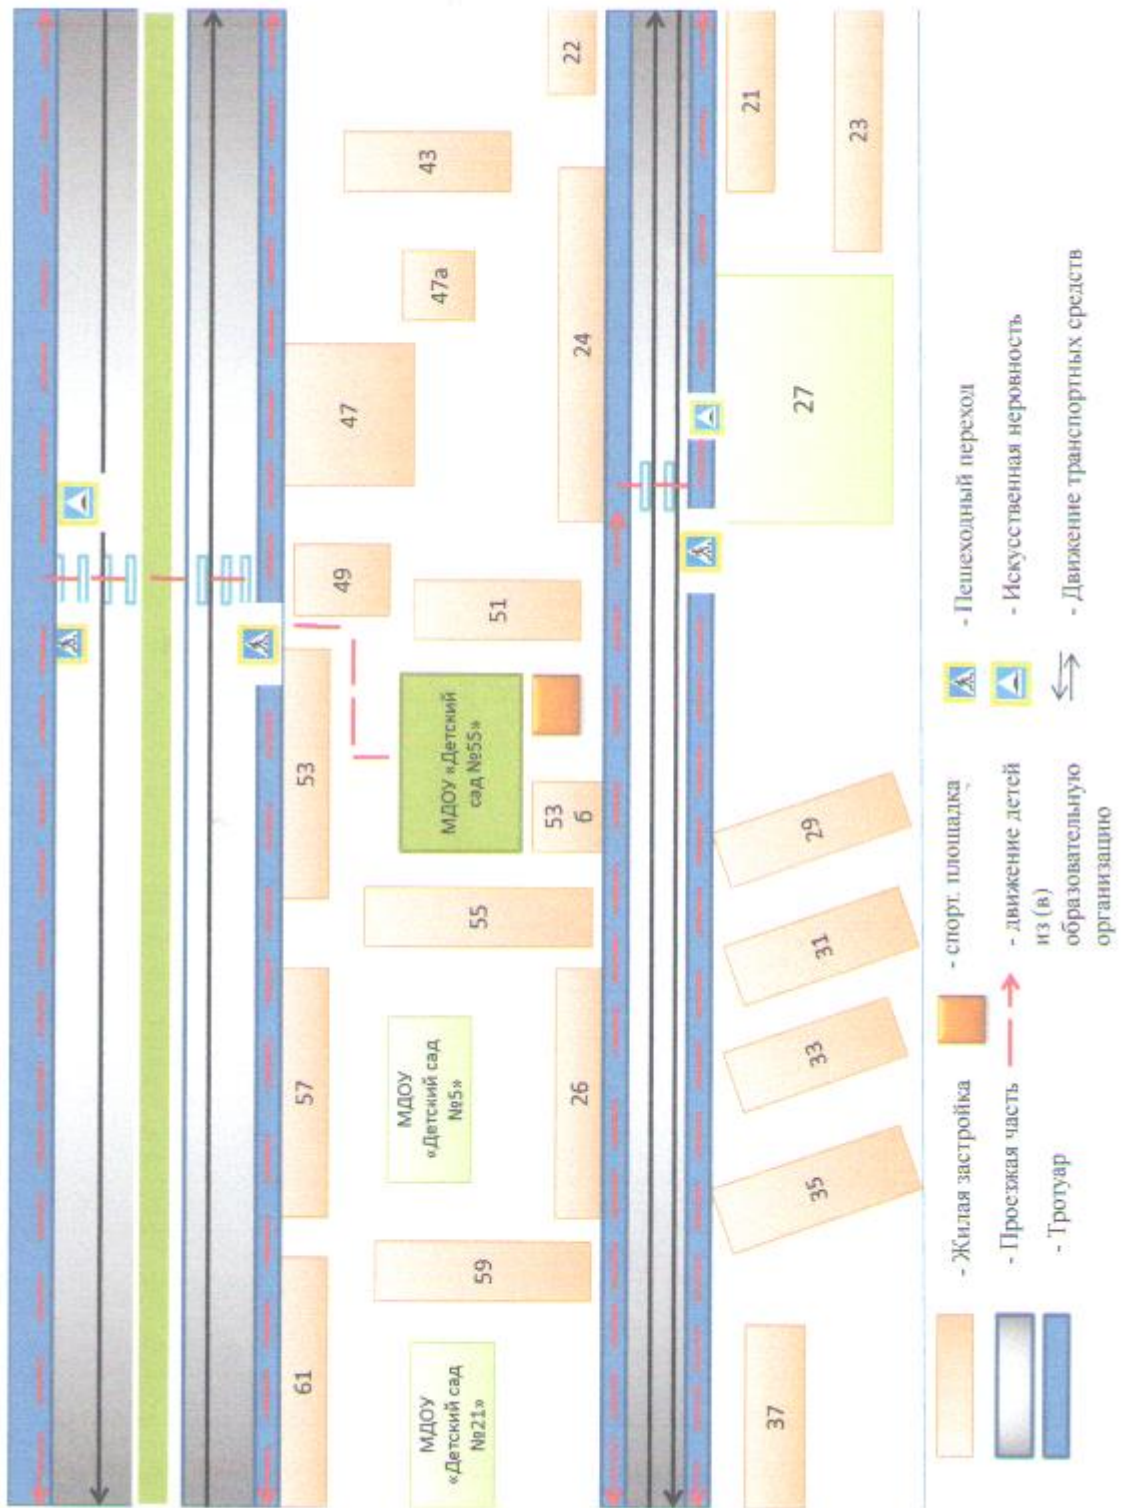 61
57
53
49
47
43
22
МДОУ
«Детский сад
№21»
59
МДОУ
«Детский сад
№5»
55
МДОУ «Детский
сад №55»
51
47а
26
53
б
24
37
35
33
31
29
27
21
23
- Жилая застройка
- Проезжая часть
- Тротуар
- спорт. площадка
- движение детей
из (в)
образовательную
организацию
- Пешеходный переход
- Искусственная неровность
- Движение транспортных средств